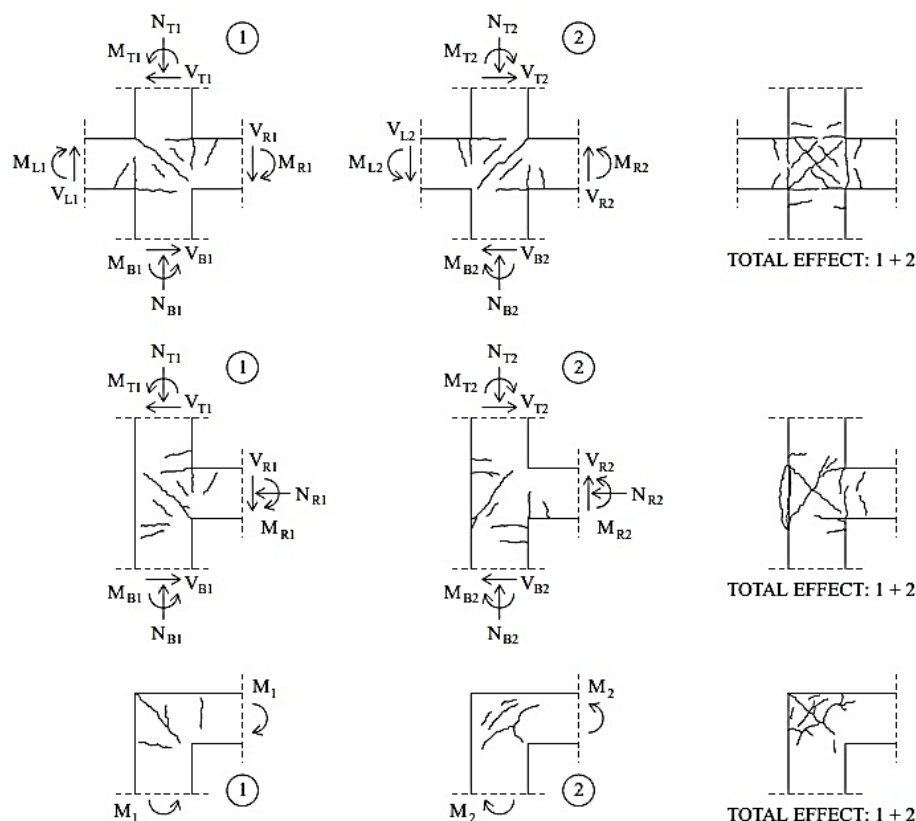 N_T1 1 N_T2 2
M_T1 M_T2
V_T1 V_T2
V_R1 V_L2
M_L1 M_R1 M_L2 M_R2
V_L1 V_R2
M_B1 V_B1 M_B2 V_B2 TOTAL EFFECT: 1 + 2
N_B1 N_B2
N_T1 1 N_T2 2
M_T1 M_T2
V_T1 V_T2
V_R1 V_R2
N_R1 N_R2
M_R1 M_R2
M_B1 V_B1 M_B2 V_B2 TOTAL EFFECT: 1 + 2
N_B1 N_B2
M_1 M_2
1 2
M_1 M_2 TOTAL EFFECT: 1 + 2